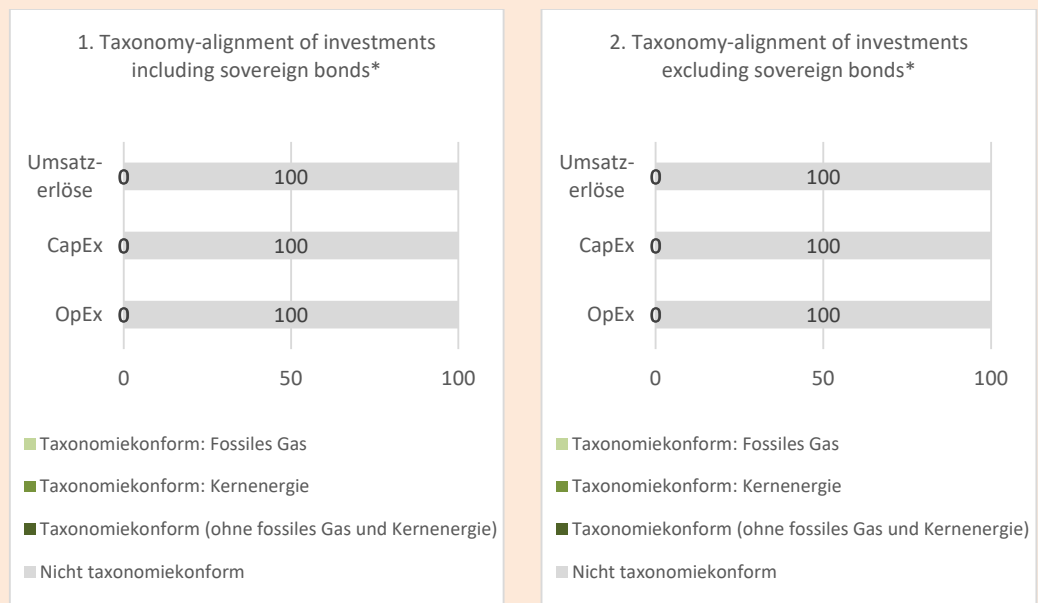 1. Taxonomy-alignment of investments
including sovereign bonds*
Umsatz-
erlöse
0
100
CapEx
0
100
OpEx
0
100
0
50
100
Taxonomiekonform: Fossiles Gas
Taxonomiekonform: Kernenergie
Taxonomiekonform (ohne fossiles Gas und Kernenergie)
Nicht taxonomiekonform
2. Taxonomy-alignment of investments
excluding sovereign bonds*
Umsatz-
erlöse
0
100
CapEx
0
100
OpEx
0
100
0
50
100
Taxonomiekonform: Fossiles Gas
Taxonomiekonform: Kernenergie
Taxonomiekonform (ohne fossiles Gas und Kernenergie)
Nicht taxonomiekonform